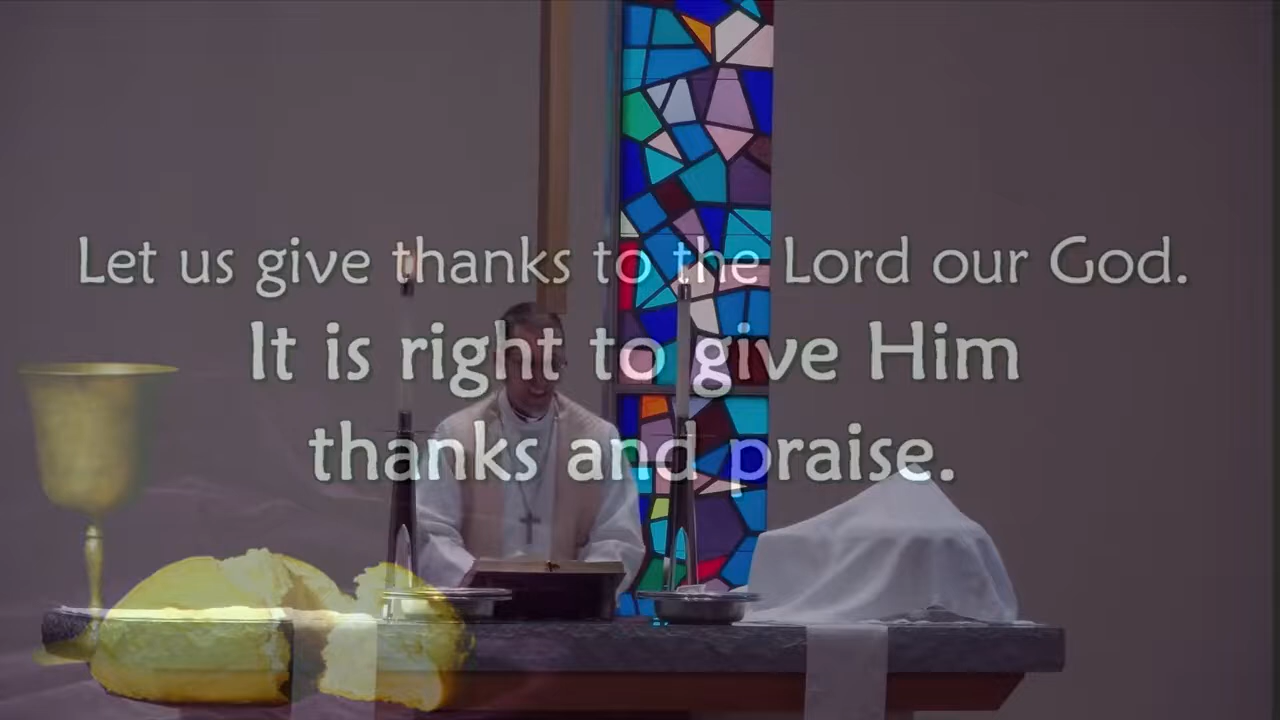 Let us give thanks to the Lord our God.
It is right to give Him
thanks and praise.